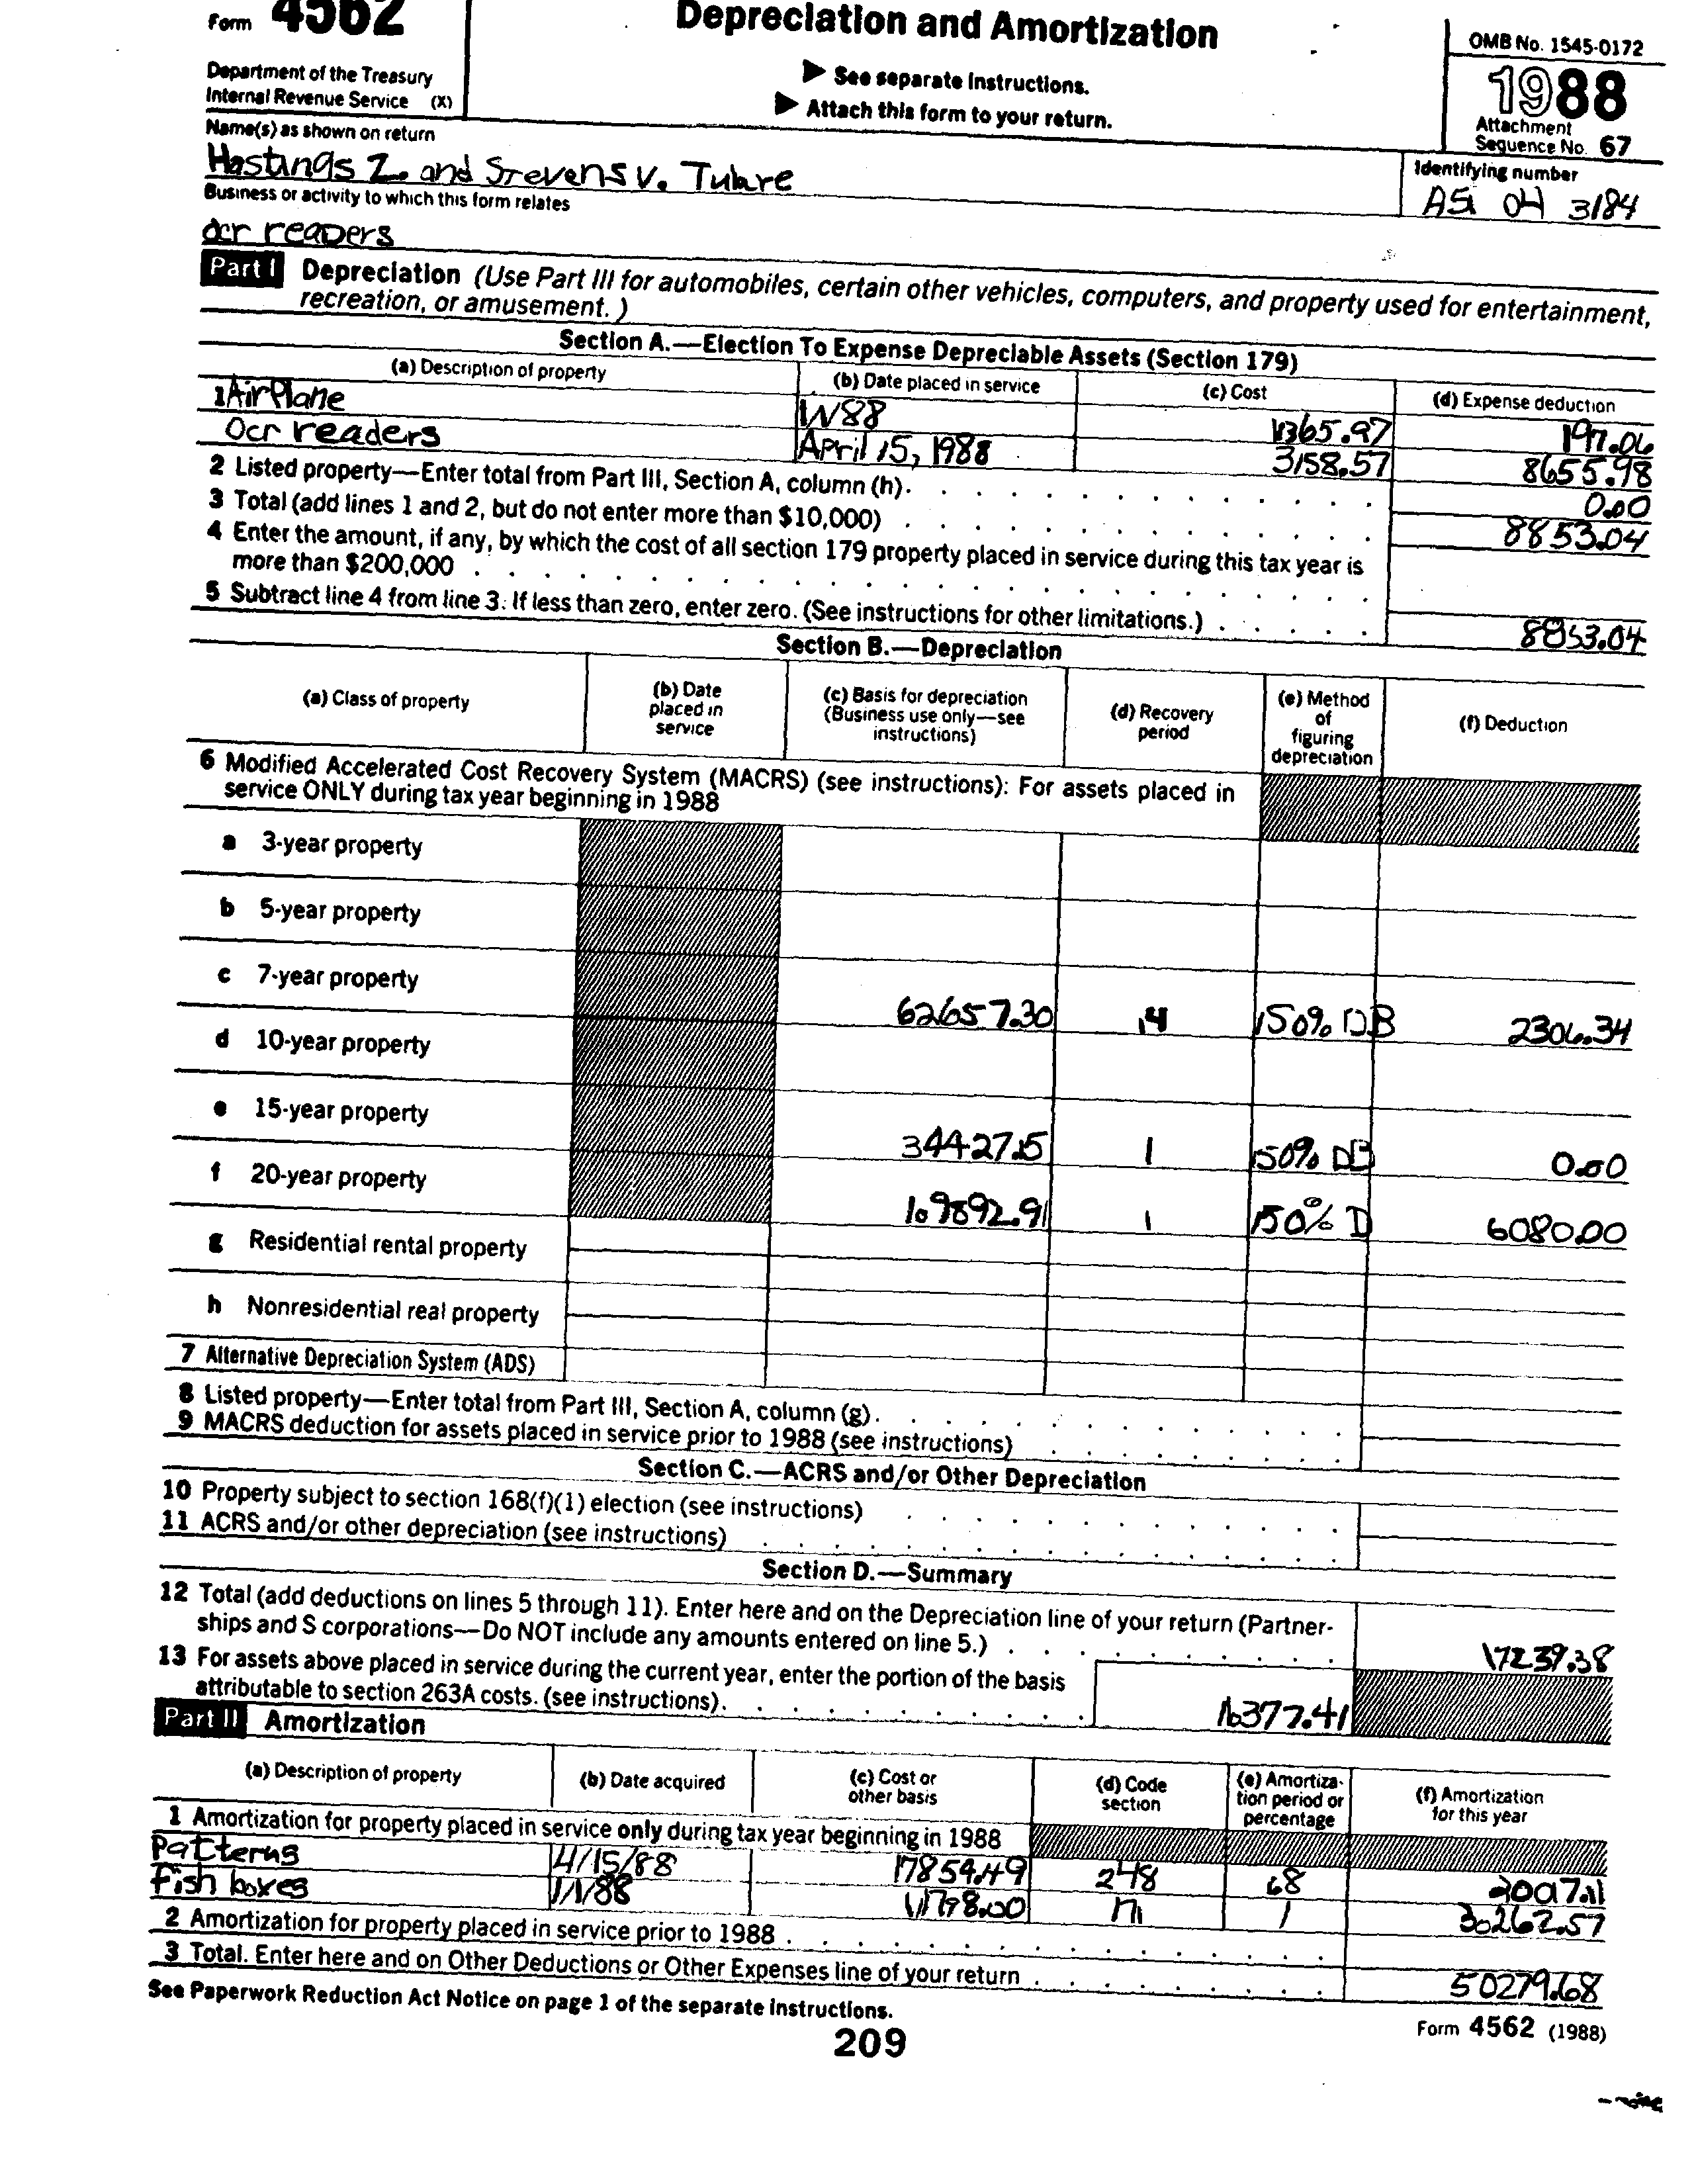 Form 4562
Depreciation and Amortization
OMB No. 1545-0172
Department of the Treasury
Internal Revenue Service (X)
▶ See separate instructions.
▶ Attach this form to your return.
1988
Attachment
Sequence No. 67
Name(s) as shown on return
Identifying number
Hastings Z. and Stevens V. Tulare
04 3184
Business or activity to which this form relates
Ocr readers
Part I Depreciation (Use Part III for automobiles, certain other vehicles, computers, and property used for entertainment,
recreation, or amusement.)
Section A.—Election To Expense Depreciable Assets (Section 179)
(a) Description of property (b) Date placed in service (c) Cost (d) Expense deduction
1 AirPlane 197.06
Ocr readers April 15, 1988 3158.57 8655.98
2 Listed property—Enter total from Part III, Section A, column (h). 0.00
3 Total (add lines 1 and 2, but do not enter more than $10,000) 8853.04
4 Enter the amount, if any, by which the cost of all section 179 property placed in service during this tax year is
more than $200,000
5 Subtract line 4 from line 3. If less than zero, enter zero. (See instructions for other limitations.) 8853.04
Section B.—Depreciation
(a) Class of property
(b) Date
placed in
service
(c) Basis for depreciation
(Business use only—see
instructions)
(d) Recovery
period
(e) Method
of
figuring
depreciation
(f) Deduction
6 Modified Accelerated Cost Recovery System (MACRS) (see instructions): For assets placed in
service ONLY during tax year beginning in 1988
a 3-year property
b 5-year property
c 7-year property 62657.30 150% DB 2306.34
d 10-year property
e 15-year property 34427.15 1 150% DB 0.00
f 20-year property 109892.91 1 150% D 6080.00
g Residential rental property
h Nonresidential real property
7 Alternative Depreciation System (ADS)
8 Listed property—Enter total from Part III, Section A, column (g).
9 MACRS deduction for assets placed in service prior to 1988 (see instructions)
Section C.—ACRS and/or Other Depreciation
10 Property subject to section 168(f)(1) election (see instructions)
11 ACRS and/or other depreciation (see instructions)
Section D.—Summary
12 Total (add deductions on lines 5 through 11). Enter here and on the Depreciation line of your return (Partner-
ships and S corporations—Do NOT include any amounts entered on line 5.) 17239.38
13 For assets above placed in service during the current year, enter the portion of the basis
attributable to section 263A costs. (see instructions). 16377.41
Part II Amortization
(a) Description of property
(b) Date acquired
(c) Cost or
other basis
(d) Code
section
(e) Amortiza-
tion period or
percentage
(f) Amortization
for this year
1 Amortization for property placed in service only during tax year beginning in 1988
Patterns 4/15/88 17859.49 248 68
Fish boxes 1/1/88 11798.00 1 30262.57
2 Amortization for property placed in service prior to 1988
3 Total. Enter here and on Other Deductions or Other Expenses line of your return 50279.68
See Paperwork Reduction Act Notice on page 1 of the separate instructions.
Form 4562 (1988)
209